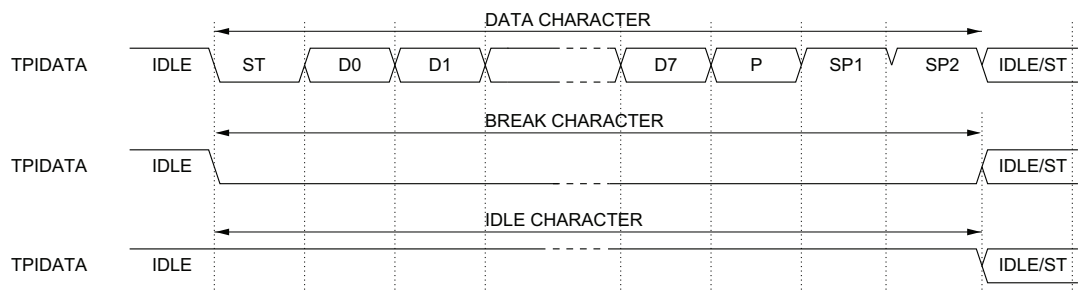 DATA CHARACTER
TPIDATA IDLE ST D0 D1 D7 P SP1 SP2 IDLE/ST
BREAK CHARACTER
TPIDATA IDLE IDLE/ST
IDLE CHARACTER
TPIDATA IDLE IDLE/ST